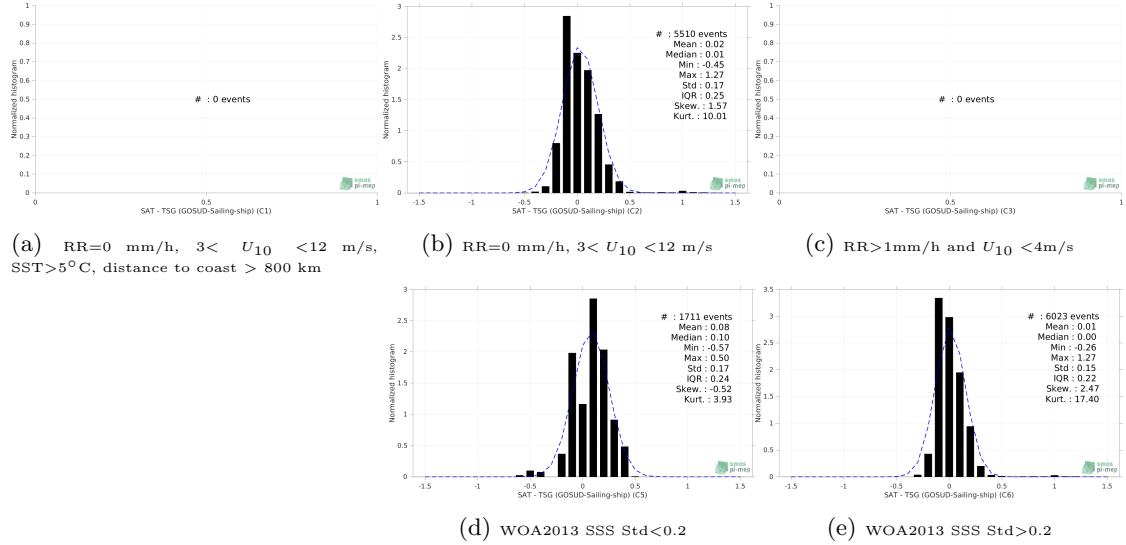 1
0.9
0.8
0.7
0.6
0.5
0.4
0.3
0.2
0.1
0
Normalized histogram
# : 0 events
0
0.5
1
SAT - TSG (GOSUD-Sailing-ship) (C1)
smos
pi-mep
(a) RR=0 mm/h, 3< U10 <12 m/s,
SST>5°C, distance to coast > 800 km
3
2.5
2
1.5
1
0.5
0
Normalized histogram
# : 5510 events
Mean : 0.02
Median : 0.01
Min : -0.45
Max : 1.27
Std : 0.17
IQR : 0.25
Skew. : 1.57
Kurt. : 10.01
-1.5
-1
-0.5
0
0.5
1
1.5
SAT - TSG (GOSUD-Sailing-ship) (C2)
smos
pi-mep
(b) RR=0 mm/h, 3< U10 <12 m/s
1
0.9
0.8
0.7
0.6
0.5
0.4
0.3
0.2
0.1
0
Normalized histogram
# : 0 events
0
0.5
1
SAT - TSG (GOSUD-Sailing-ship) (C3)
smos
pi-mep
(c) RR>1mm/h and U10 <4m/s
3
2.5
2
1.5
1
0.5
0
Normalized histogram
# : 1711 events
Mean : 0.08
Median : 0.10
Min : -0.57
Max : 0.50
Std : 0.17
IQR : 0.24
Skew. : -0.52
Kurt. : 3.93
-1.5
-1
-0.5
0
0.5
1
1.5
SAT - TSG (GOSUD-Sailing-ship) (C5)
smos
pi-mep
(d) WOA2013 SSS Std<0.2
3.5
3
2.5
2
1.5
1
0.5
0
Normalized histogram
# : 6023 events
Mean : 0.01
Median : 0.00
Min : -0.26
Max : 1.27
Std : 0.15
IQR : 0.22
Skew. : 2.47
Kurt. : 17.40
-1.5
-1
-0.5
0
0.5
1
1.5
SAT - TSG (GOSUD-Sailing-ship) (C6)
smos
pi-mep
(e) WOA2013 SSS Std>0.2